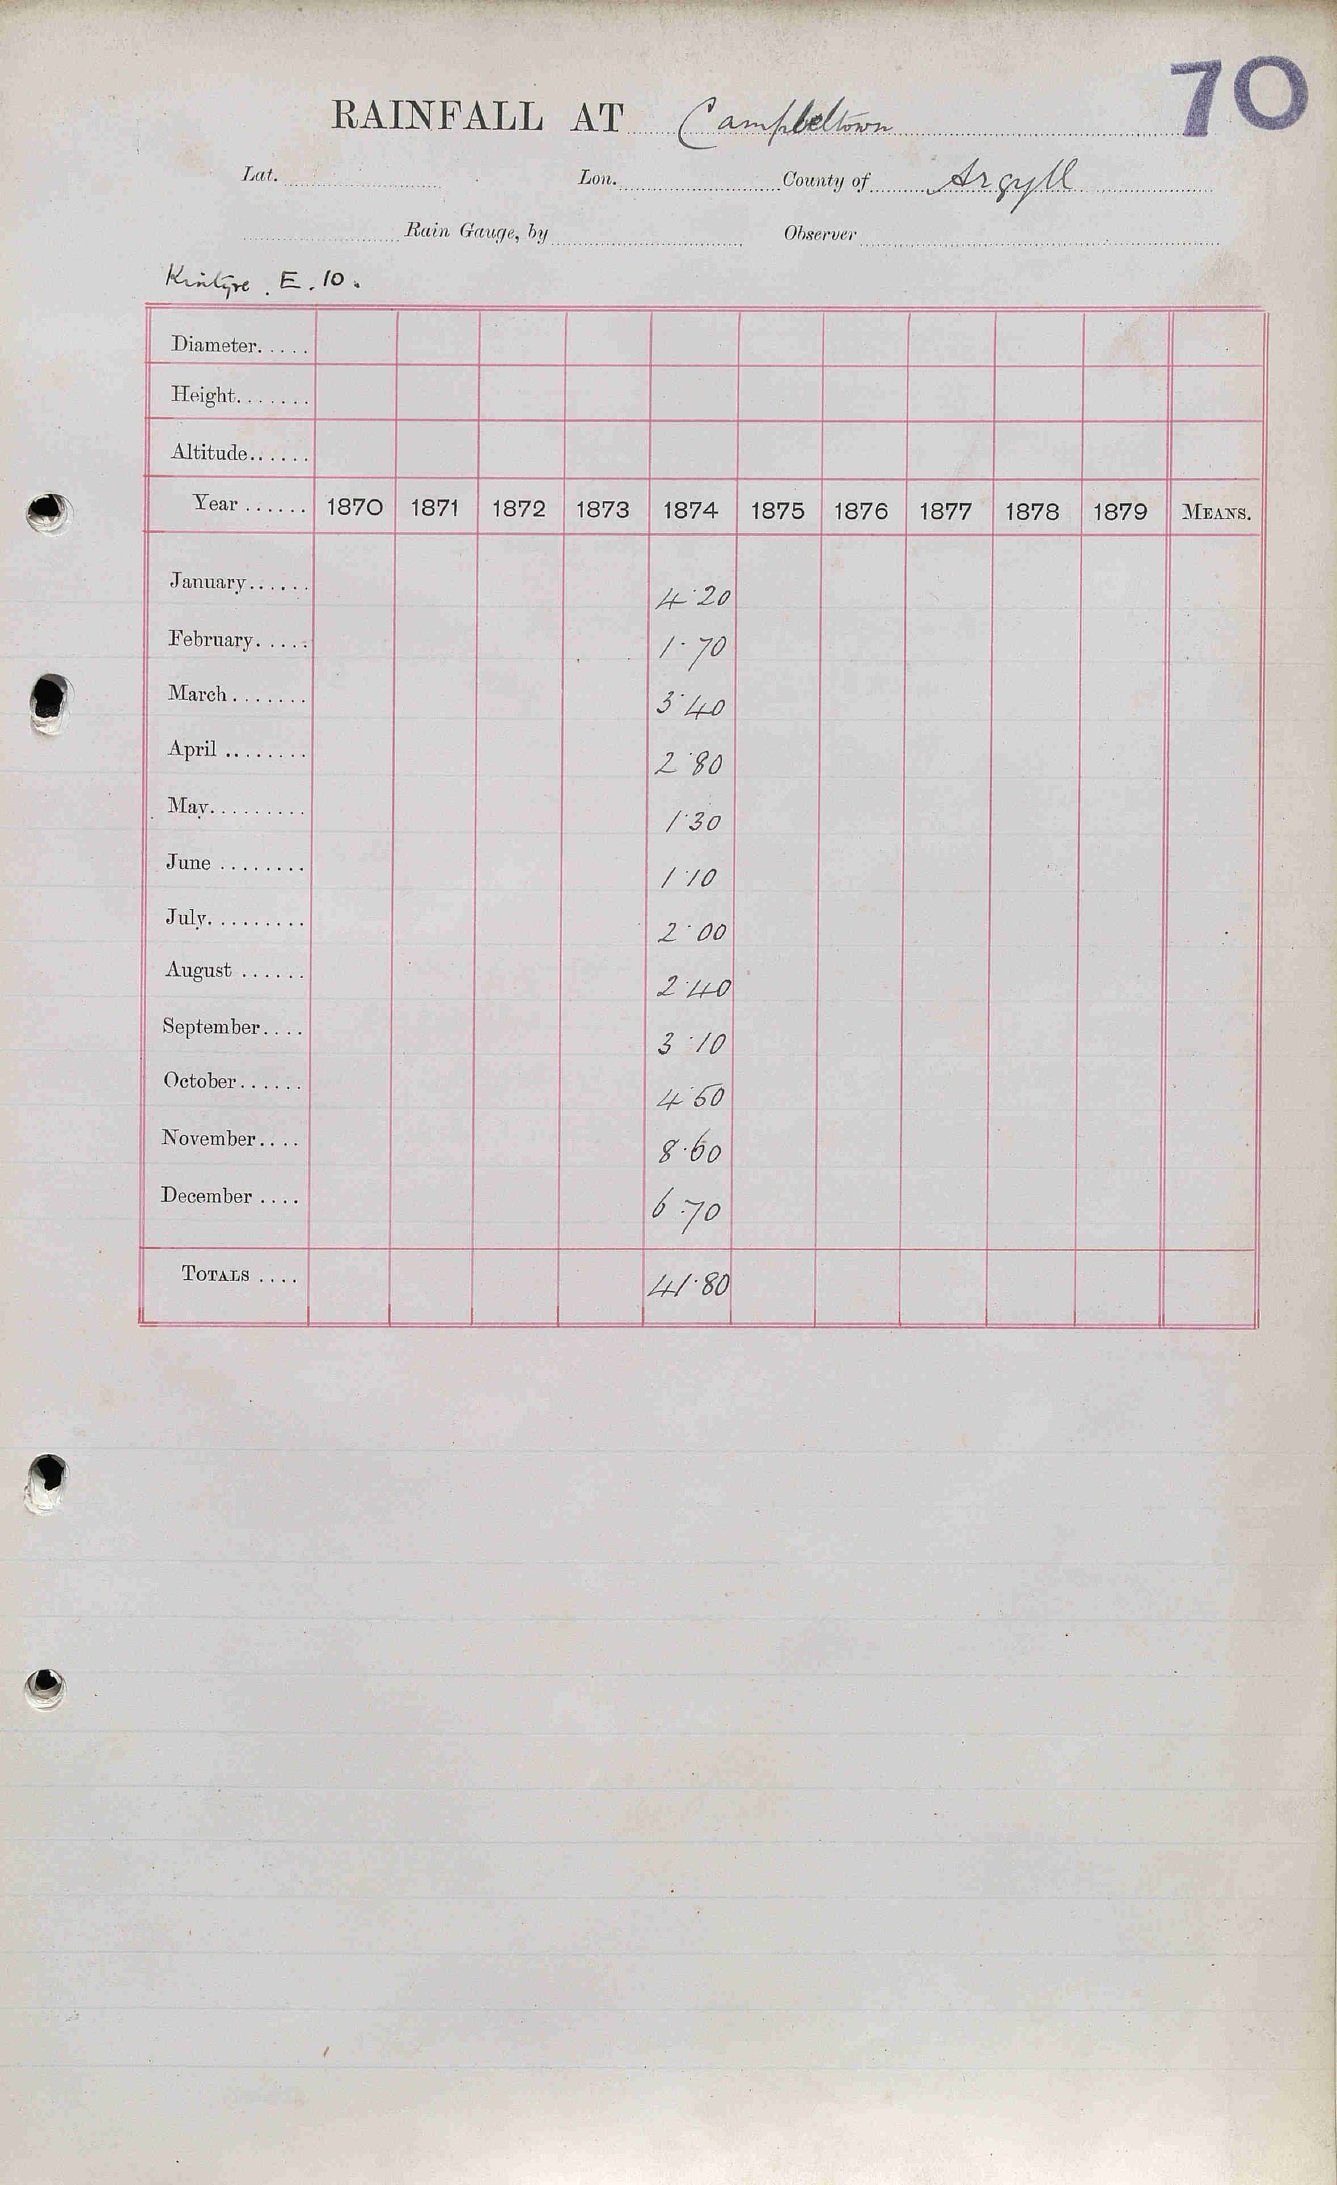 70
RAINFALL AT Campbeltown
Lat. Lon. County of Argyll
Rain Gauge, by Observer
Kintyre. E. 10.
Diameter.....
Height.......
Altitude......
Year ...... 1870 1871 1872 1873 1874 1875 1876 1877 1878 1879 MEANS.
January...... 4·20
February..... 1·70
March....... 3·40
April ........ 2·80
May......... 1·30
June ........ 1·10
July......... 2·00
August ...... 2·40
September.... 3·10
October...... 4·50
November.... 8·60
December .... 6·70
TOTALS .... 41·80